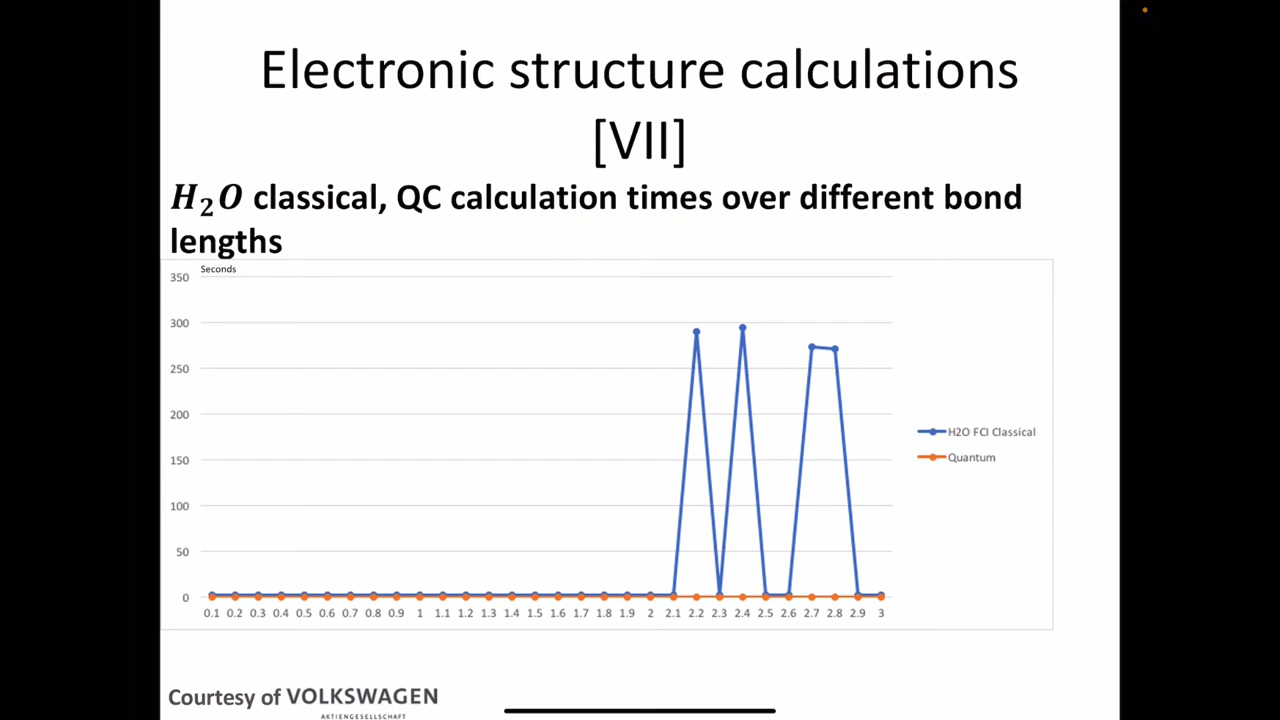 Electronic structure calculations
[VII]
H₂O classical, QC calculation times over different bond
lengths
Seconds
350
300
250
200
150
100
50
0
0.1 0.2 0.3 0.4 0.5 0.6 0.7 0.8 0.9 1 1.1 1.2 1.3 1.4 1.5 1.6 1.7 1.8 1.9 2 2.1 2.2 2.3 2.4 2.5 2.6 2.7 2.8 2.9 3
H2O FCI Classical
Quantum
Courtesy of VOLKSWAGEN
AKTIENGESELLSCHAFT